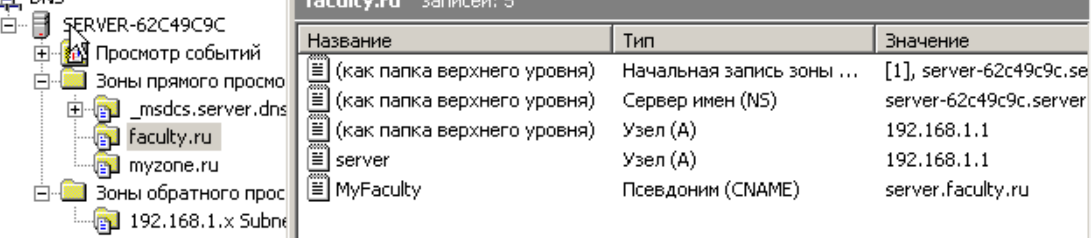 DNS
SERVER-62C49C9C
Просмотр событий
Зоны прямого просмо
_msdcs.server.dns
faculty.ru
myzone.ru
Зоны обратного прос
192.168.1.x Subne
faculty.ru записей: 5
Название Тип Значение
(как папка верхнего уровня) Начальная запись зоны ... [1], server-62c49c9c.se
(как папка верхнего уровня) Сервер имен (NS) server-62c49c9c.server
(как папка верхнего уровня) Узел (A) 192.168.1.1
server Узел (A) 192.168.1.1
MyFaculty Псевдоним (CNAME) server.faculty.ru